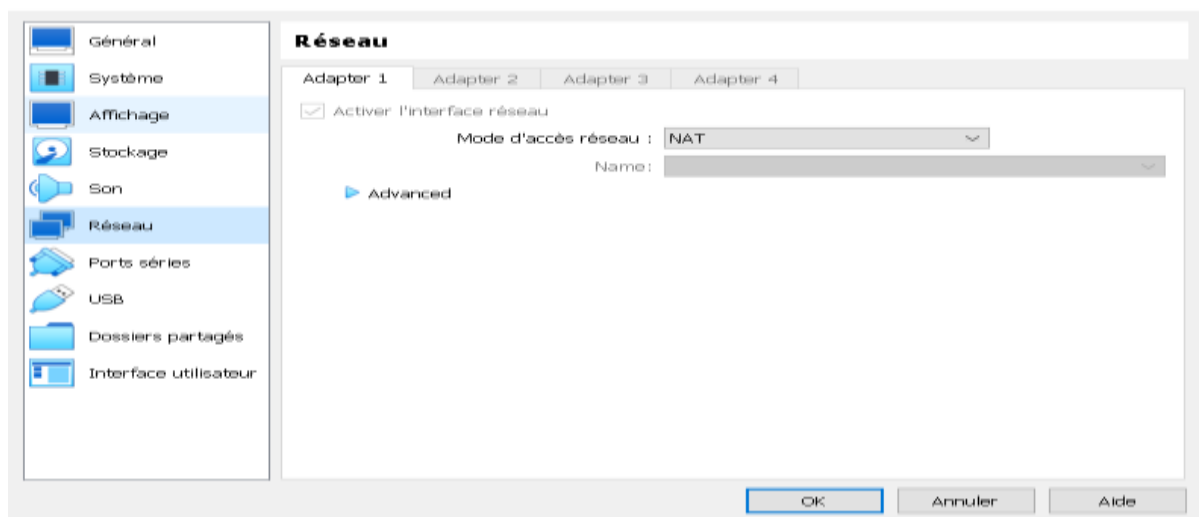 Général
Système
Affichage
Stockage
Son
Réseau
Ports séries
USB
Dossiers partagés
Interface utilisateur
Réseau
Adapter 1 Adapter 2 Adapter 3 Adapter 4
Activer l'interface réseau
Mode d'accès réseau : NAT
Name:
Advanced
OK Annuler Aide